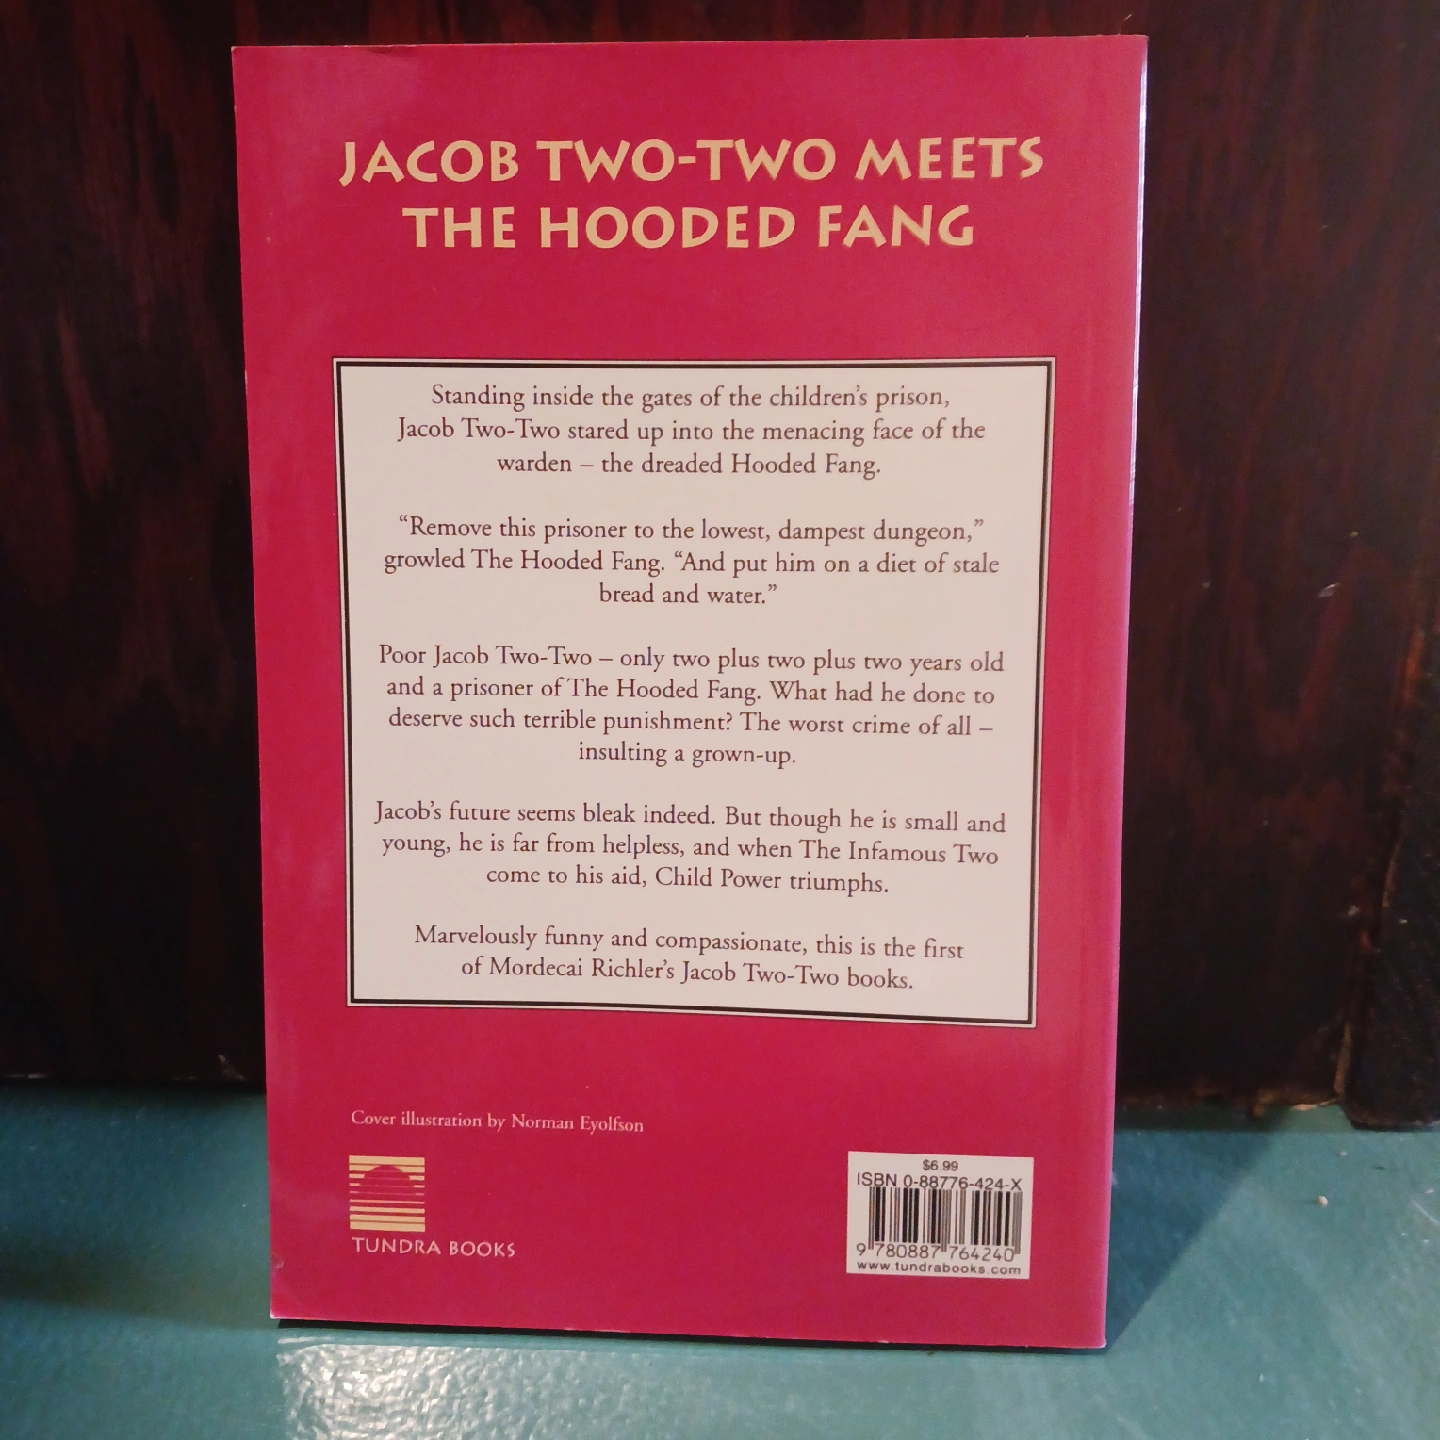 JACOB TWO-TWO MEETS
THE HOODED FANG
Standing inside the gates of the children's prison,
Jacob Two-Two stared up into the menacing face of the
warden – the dreaded Hooded Fang.
“Remove this prisoner to the lowest, dampest dungeon,”
growled The Hooded Fang. “And put him on a diet of stale
bread and water.”
Poor Jacob Two-Two – only two plus two plus two years old
and a prisoner of The Hooded Fang. What had he done to
deserve such terrible punishment? The worst crime of all –
insulting a grown-up.
Jacob's future seems bleak indeed. But though he is small and
young, he is far from helpless, and when The Infamous Two
come to his aid, Child Power triumphs.
Marvelously funny and compassionate, this is the first
of Mordecai Richler's Jacob Two-Two books.
Cover illustration by Norman Eyolfson
TUNDRA BOOKS
$6.99
ISBN 0-88776-424-X
9 780887 764240
www.tundrabooks.com